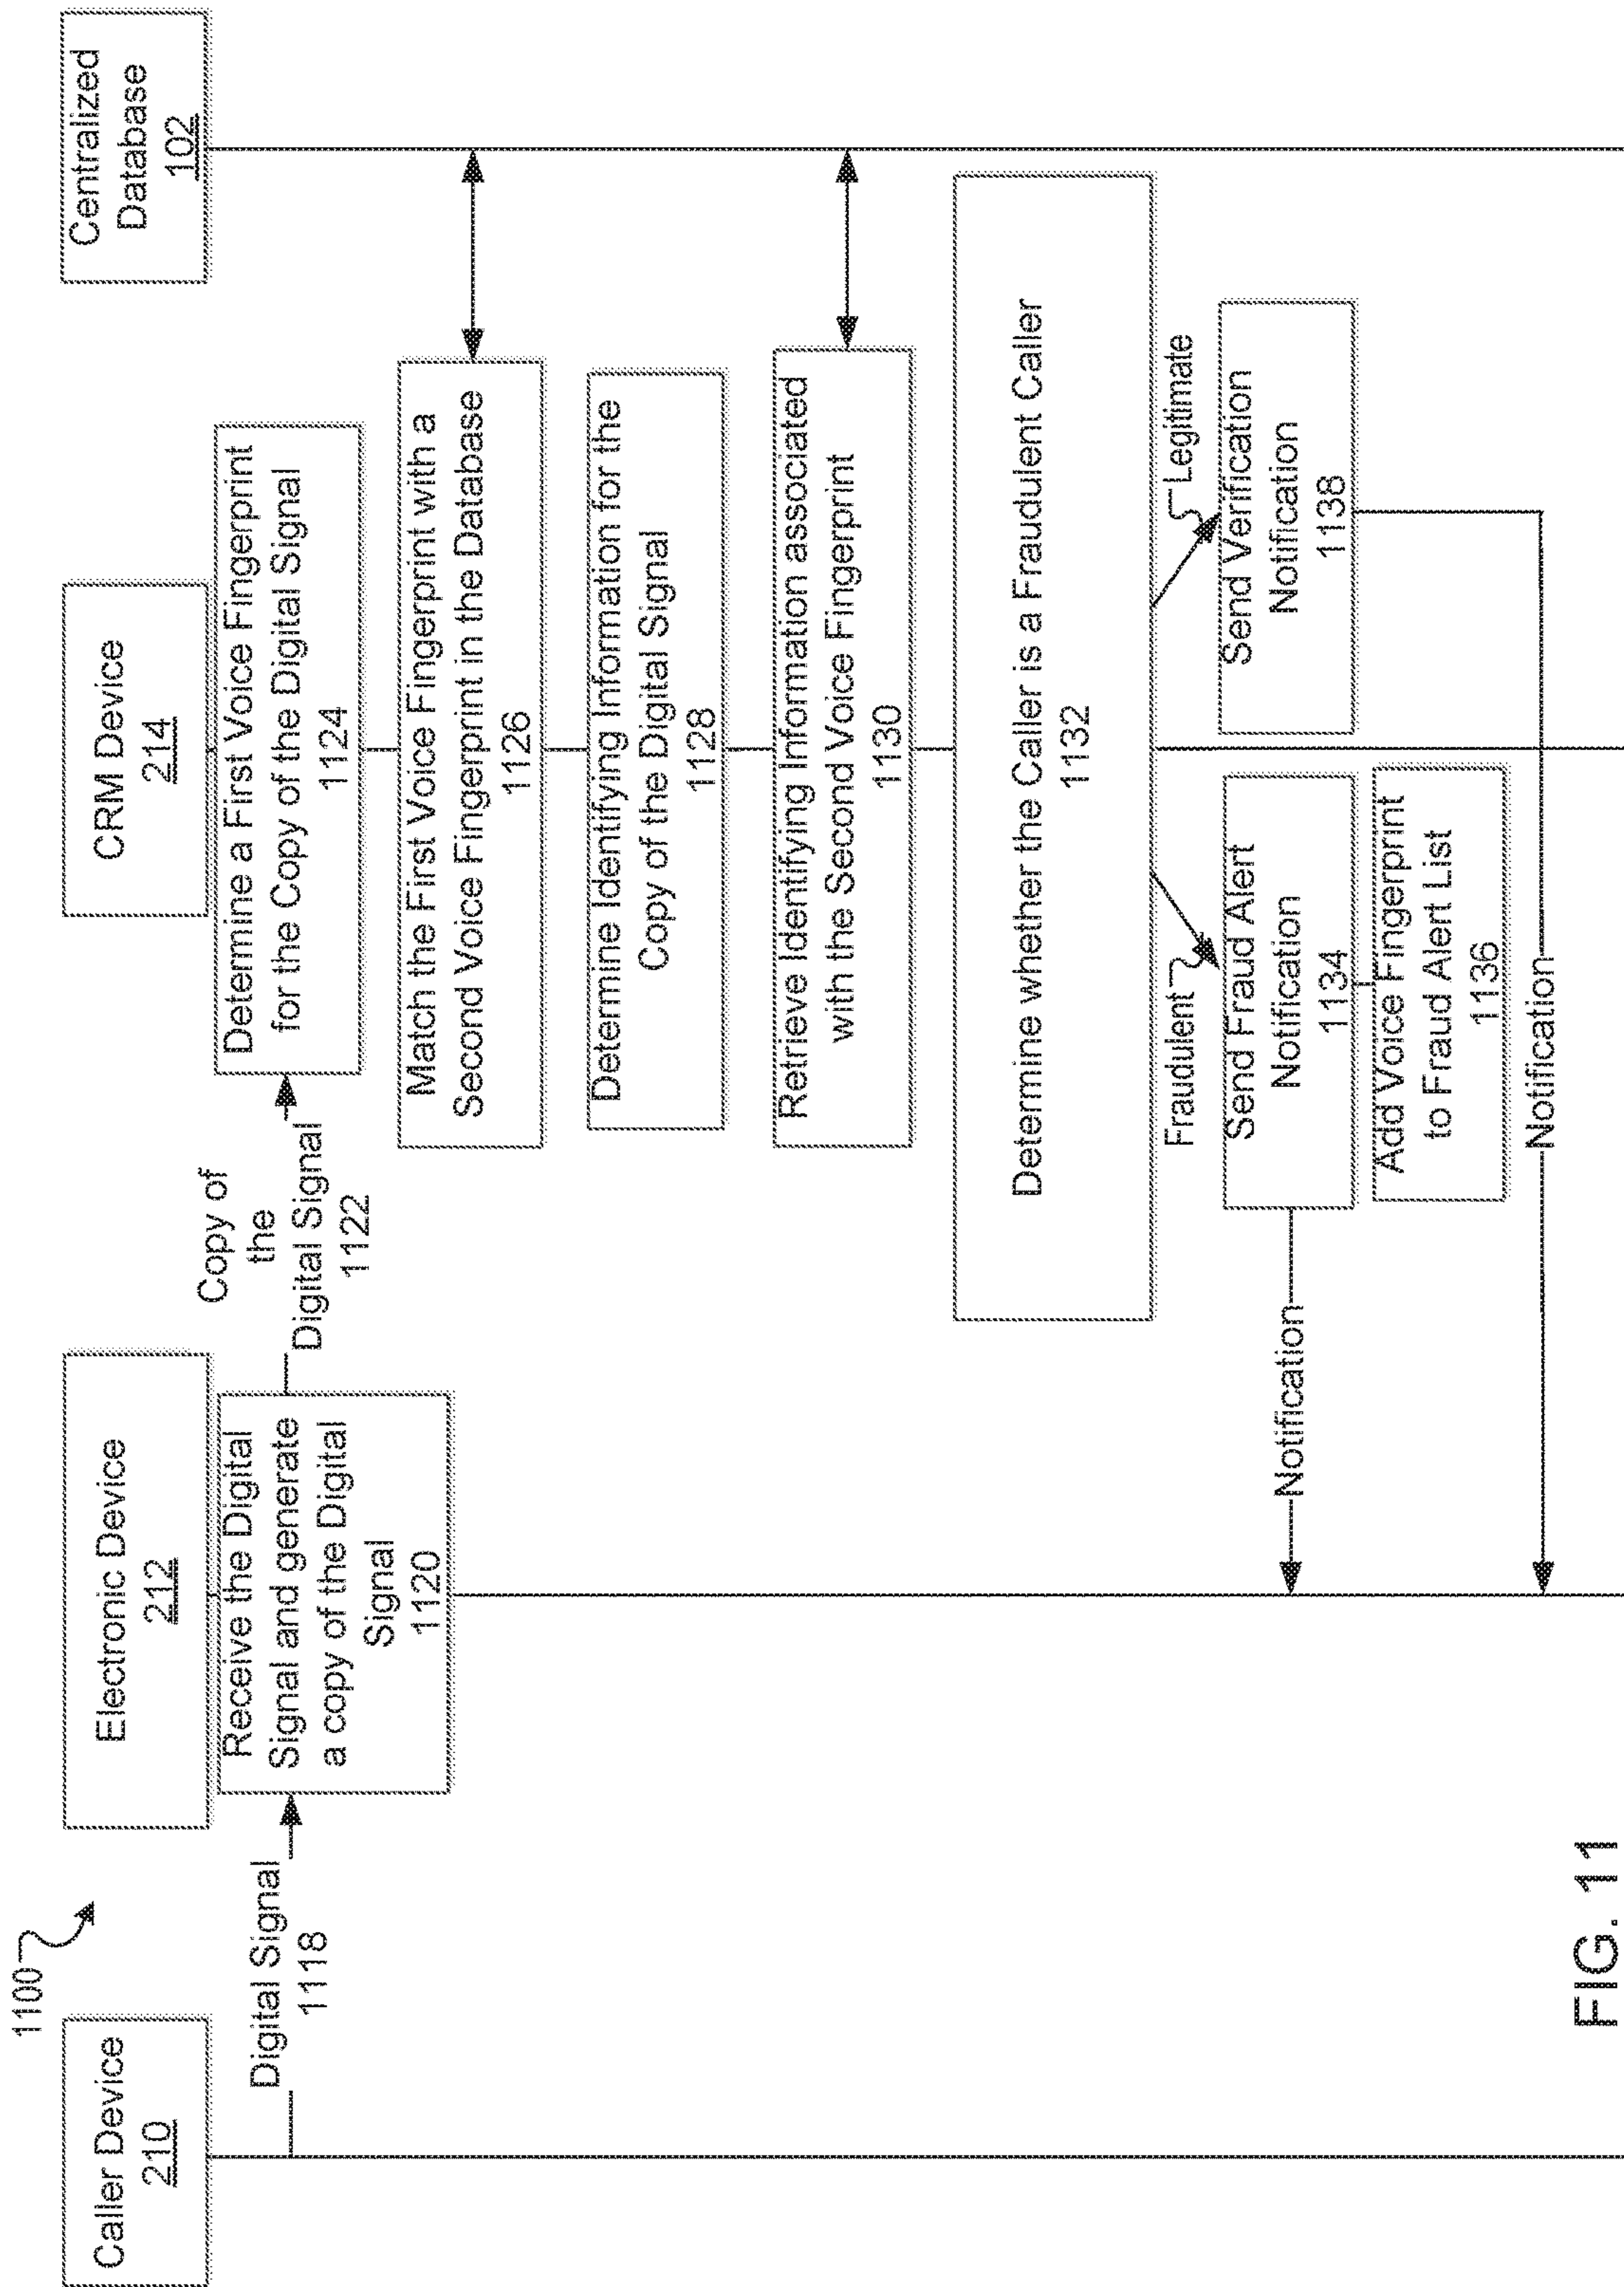 1100
Caller Device
210
Electronic Device
212
CRM Device
214
Centralized
Database
102
Digital Signal
1118
Receive the Digital
Signal and generate
a copy of the Digital
Signal
1120
Copy of
the
Digital Signal
1122
Determine a First Voice Fingerprint
for the Copy of the Digital Signal
1124
Match the First Voice Fingerprint with a
Second Voice Fingerprint in the Database
1126
Determine Identifying Information for the
Copy of the Digital Signal
1128
Retrieve Identifying Information associated
with the Second Voice Fingerprint
1130
Determine whether the Caller is a Fraudulent Caller
1132
Fraudulent
Legitimate
Send Fraud Alert
Notification
1134
Send Verification
Notification
1138
Notification
Add Voice Fingerprint
to Fraud Alert List
1136
Notification
FIG. 11